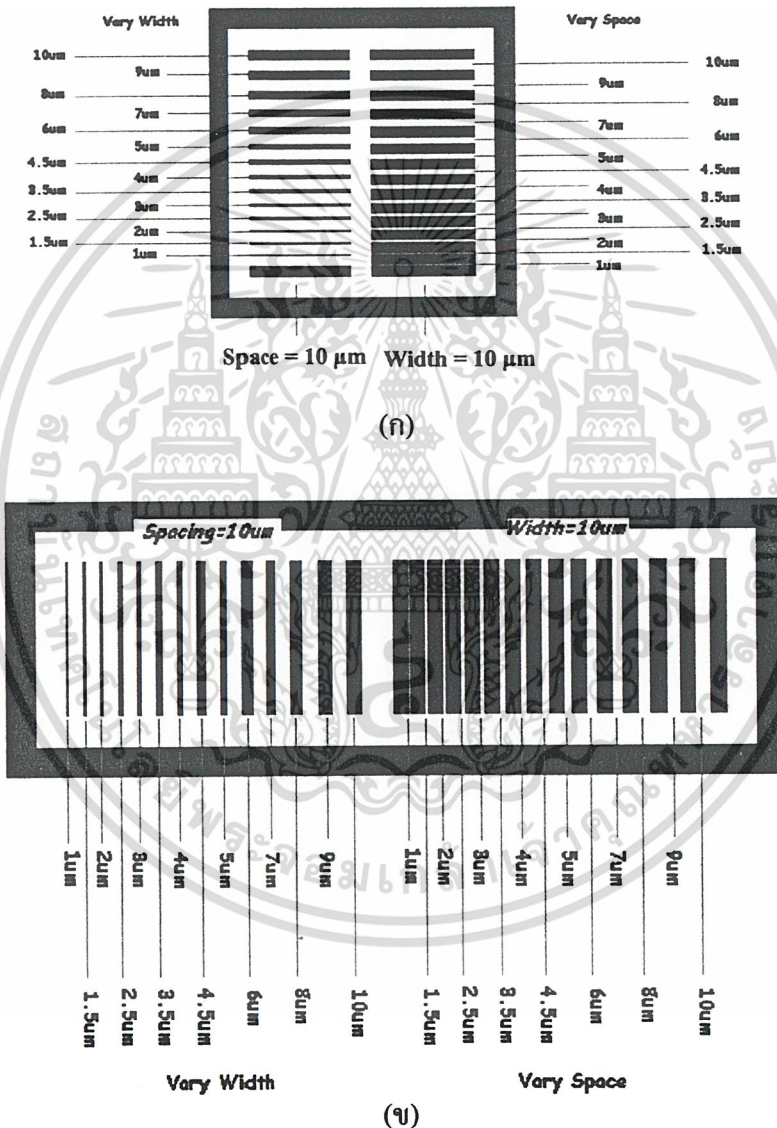 Vary Width
Vary Space
10um
9um
8um
7um
6um
5um
4.5um
4um
3.5um
3um
2.5um
2um
1.5um
1um
10um
9um
8um
7um
6um
5um
4.5um
4um
3.5um
3um
2.5um
2um
1.5um
1um
Space = 10 μm Width = 10 μm
(ก)
Spacing=10um
Width=10um
1um
2um
3um
4um
5um
7um
9um
1um
2um
3um
4um
5um
7um
9um
1.5um
2.5um
3.5um
4.5um
6um
8um
10um
1.5um
2.5um
3.5um
4.5um
6um
8um
10um
Vary Width
Vary Space
(ข)